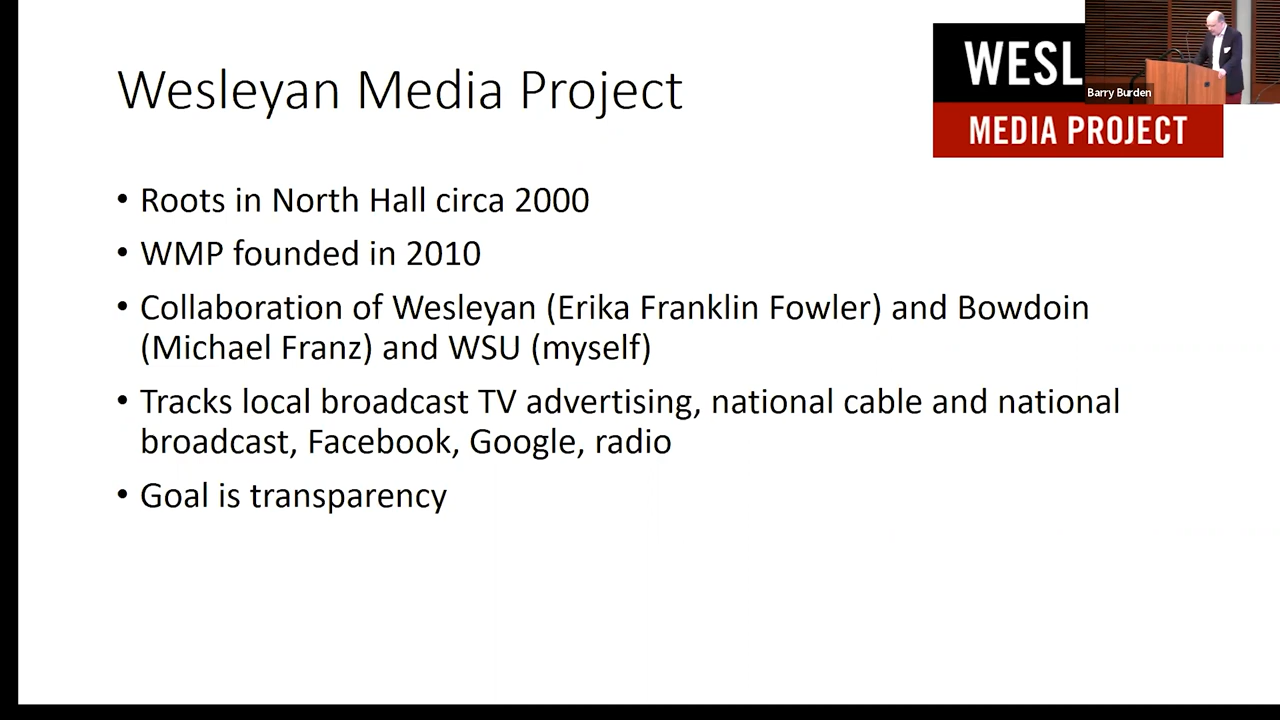 Wesleyan Media Project
WESL
MEDIA PROJECT
Barry Burden
• Roots in North Hall circa 2000
• WMP founded in 2010
• Collaboration of Wesleyan (Erika Franklin Fowler) and Bowdoin
(Michael Franz) and WSU (myself)
• Tracks local broadcast TV advertising, national cable and national
broadcast, Facebook, Google, radio
• Goal is transparency